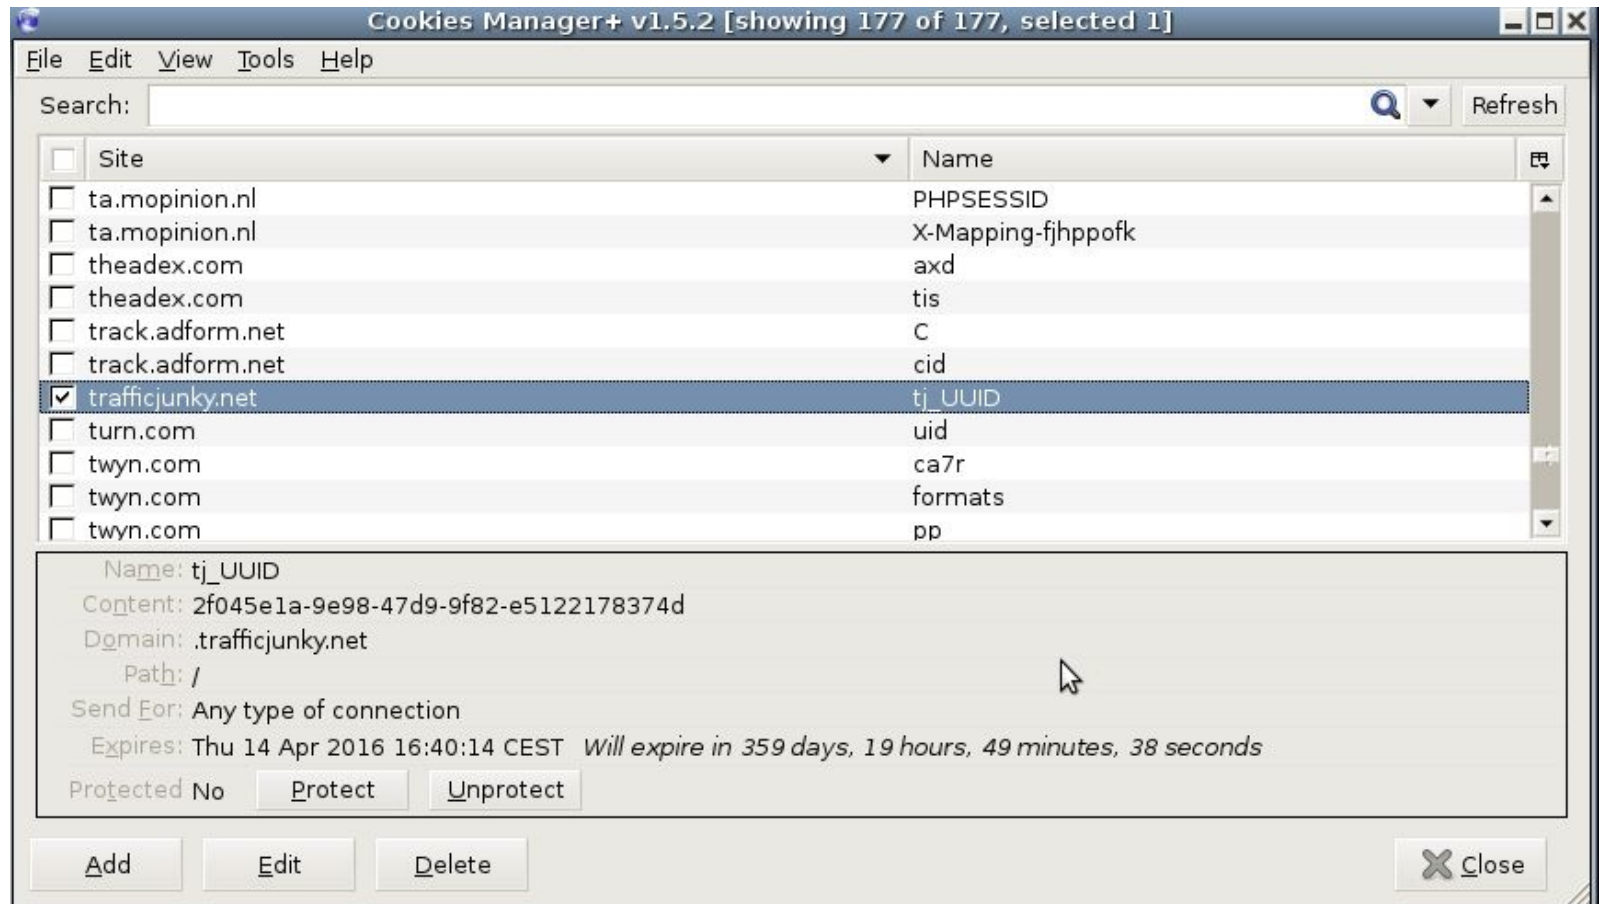 Cookies Manager+ v1.5.2 [showing 177 of 177, selected 1]
File Edit View Tools Help
Search: Refresh
Site Name
ta.mopinion.nl PHPSESSID
ta.mopinion.nl X-Mapping-fjhppofk
theadex.com axd
theadex.com tis
track.adform.net C
track.adform.net cid
trafficjunky.net tj_UUID
turn.com uid
twyn.com ca7r
twyn.com formats
twyn.com pp
Name: tj_UUID
Content: 2f045e1a-9e98-47d9-9f82-e5122178374d
Domain: .trafficjunky.net
Path: /
Send For: Any type of connection
Expires: Thu 14 Apr 2016 16:40:14 CEST Will expire in 359 days, 19 hours, 49 minutes, 38 seconds
Protected No Protect Unprotect
Add Edit Delete Close